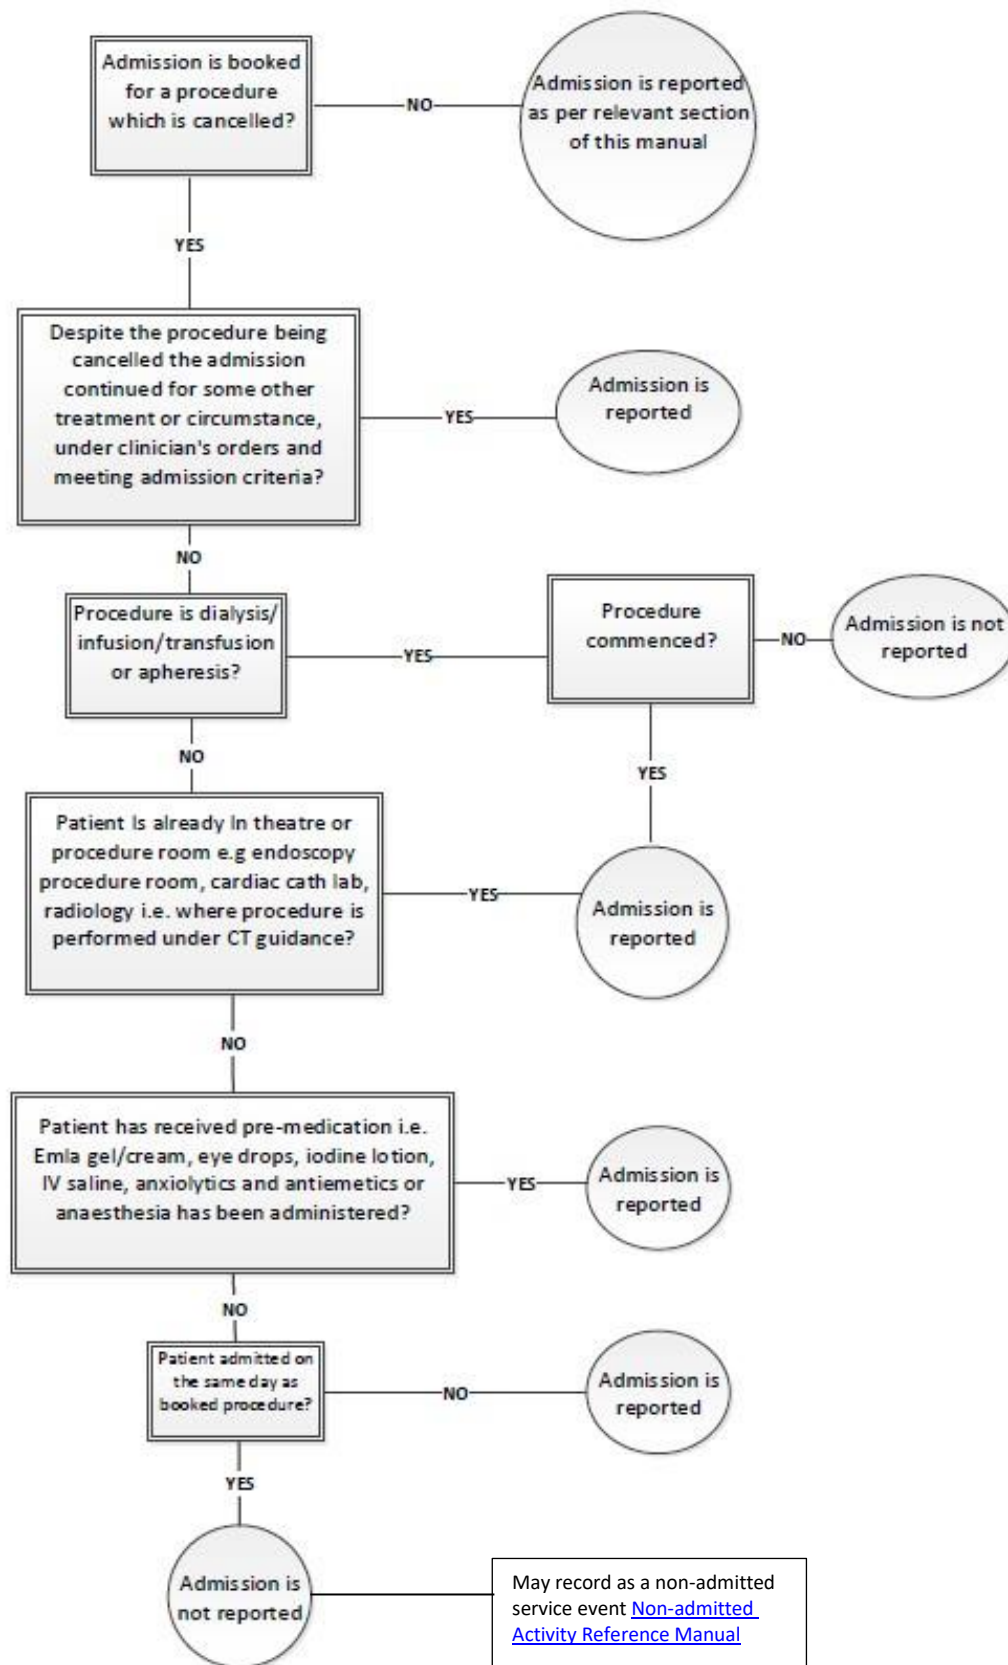 Admission is booked
for a procedure
which is cancelled?
NO
Admission is reported
as per relevant section
of this manual
YES
Despite the procedure being
cancelled the admission
continued for some other
treatment or circumstance,
under clinician's orders and
meeting admission criteria?
YES
Admission is
reported
NO
Procedure is dialysis/
infusion/transfusion
or apheresis?
YES
Procedure
commenced?
NO
Admission is not
reported
NO
YES
Patient Is already In theatre or
procedure room e.g endoscopy
procedure room, cardiac cath lab,
radiology i.e. where procedure is
performed under CT guidance?
YES
Admission is
reported
NO
Patient has received pre-medication i.e.
Emla gel/cream, eye drops, iodine lotion,
IV saline, anxiolytics and antiemetics or
anaesthesia has been administered?
YES
Admission is
reported
NO
Patient admitted on
the same day as
booked procedure?
NO
Admission is
reported
YES
Admission is
not reported
May record as a non-admitted
service event Non-admitted
Activity Reference Manual